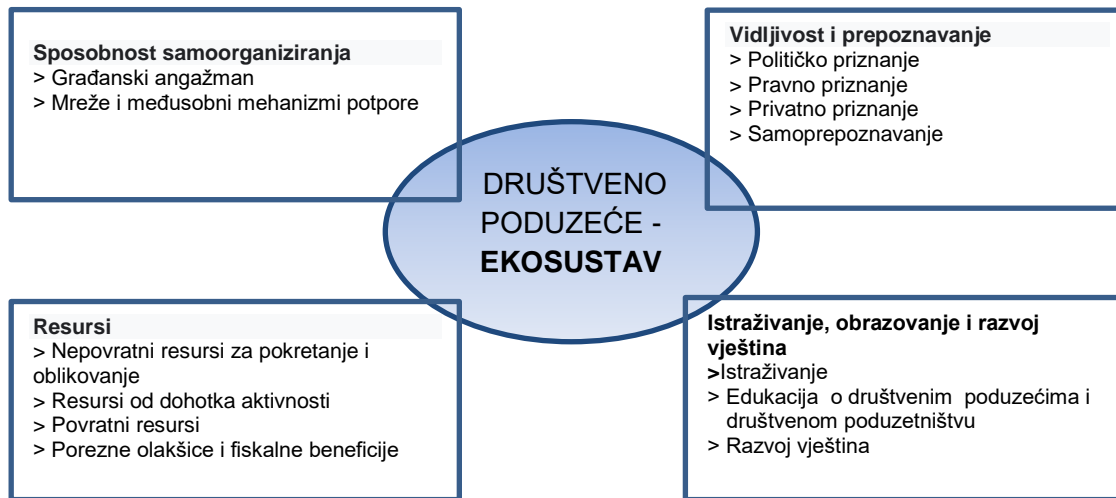 Sposobnost samoorganiziranja
> Građanski angažman
> Mreže i međusobni mehanizmi potpore
Vidljivost i prepoznavanje
> Političko priznanje
> Pravno priznanje
> Privatno priznanje
> Samoprepoznavanje
DRUŠTVENO
PODUZEĆE -
EKOSUSTAV
Resursi
> Nepovratni resursi za pokretanje i
oblikovanje
> Resursi od dohotka aktivnosti
> Povratni resursi
> Porezne olakšice i fiskalne beneficije
Istraživanje, obrazovanje i razvoj
vještina
>Istraživanje
> Edukacija o društvenim poduzećima i
društvenom poduzetništvu
> Razvoj vještina